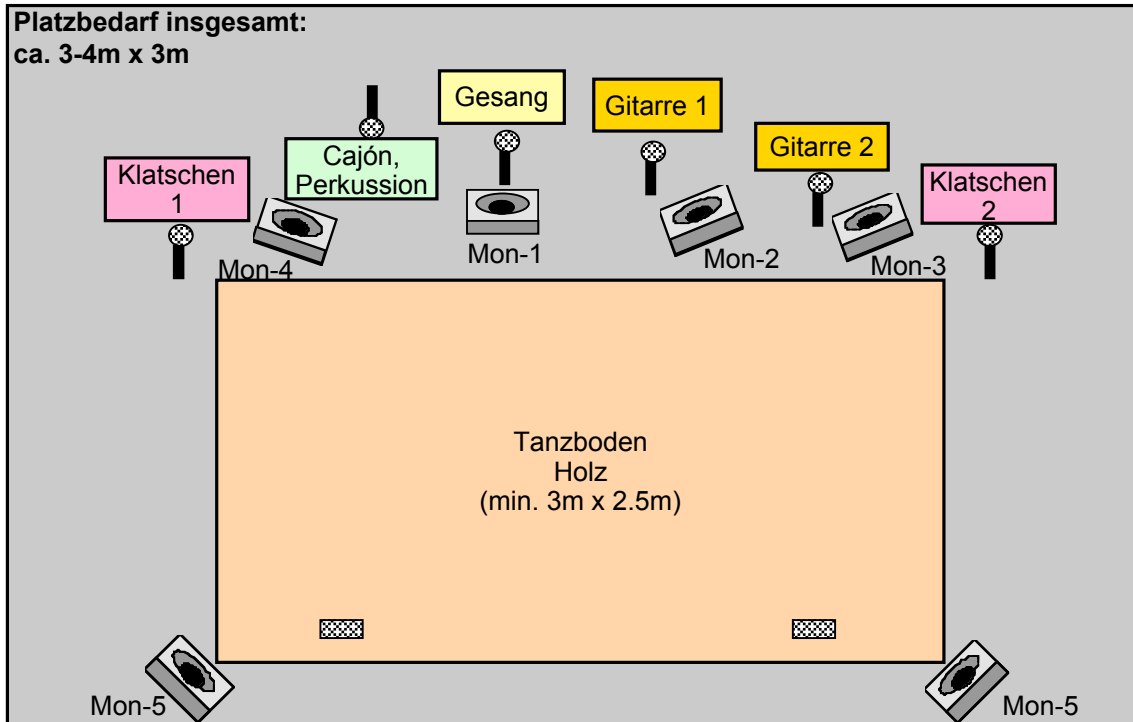 Platzbedarf insgesamt:
ca. 3-4m x 3m
Gesang
Gitarre 1
Gitarre 2
Cajón,
Perkussion
Klatschen
1
Klatschen
2
Mon-4
Mon-1
Mon-2
Mon-3
Tanzboden
Holz
(min. 3m x 2.5m)
Mon-5
Mon-5